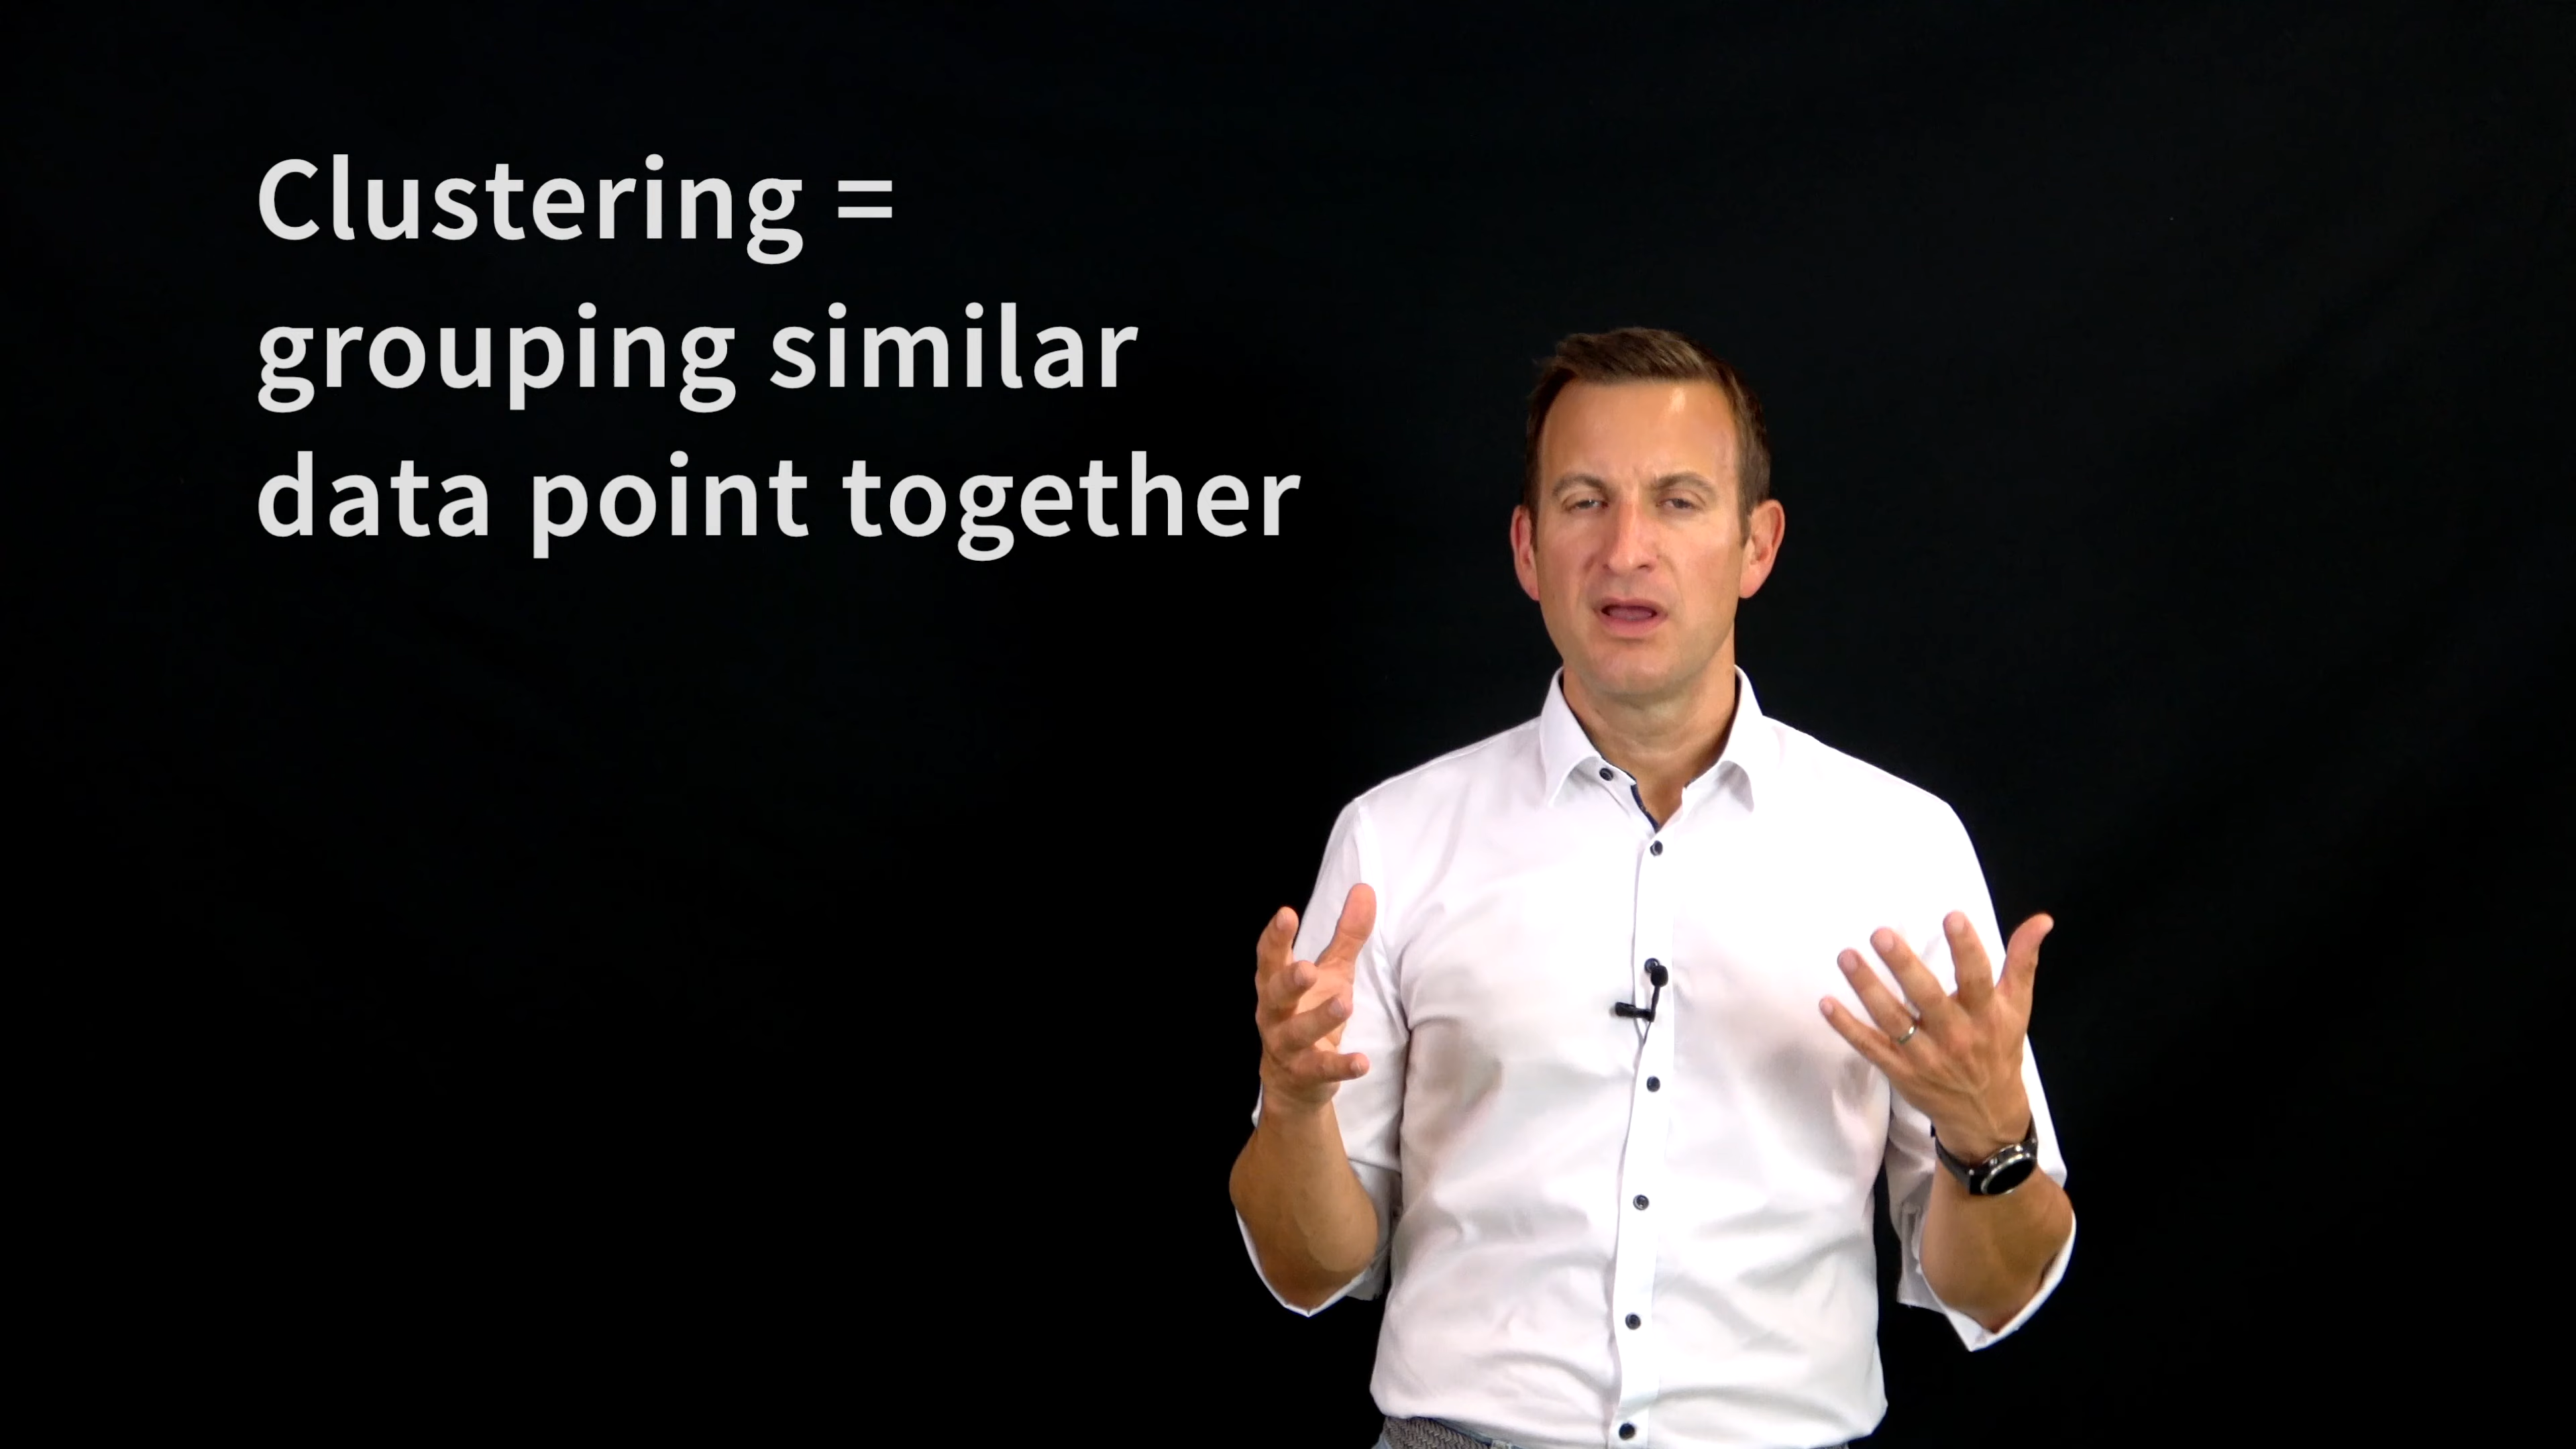 Clustering =
grouping similar
data point together